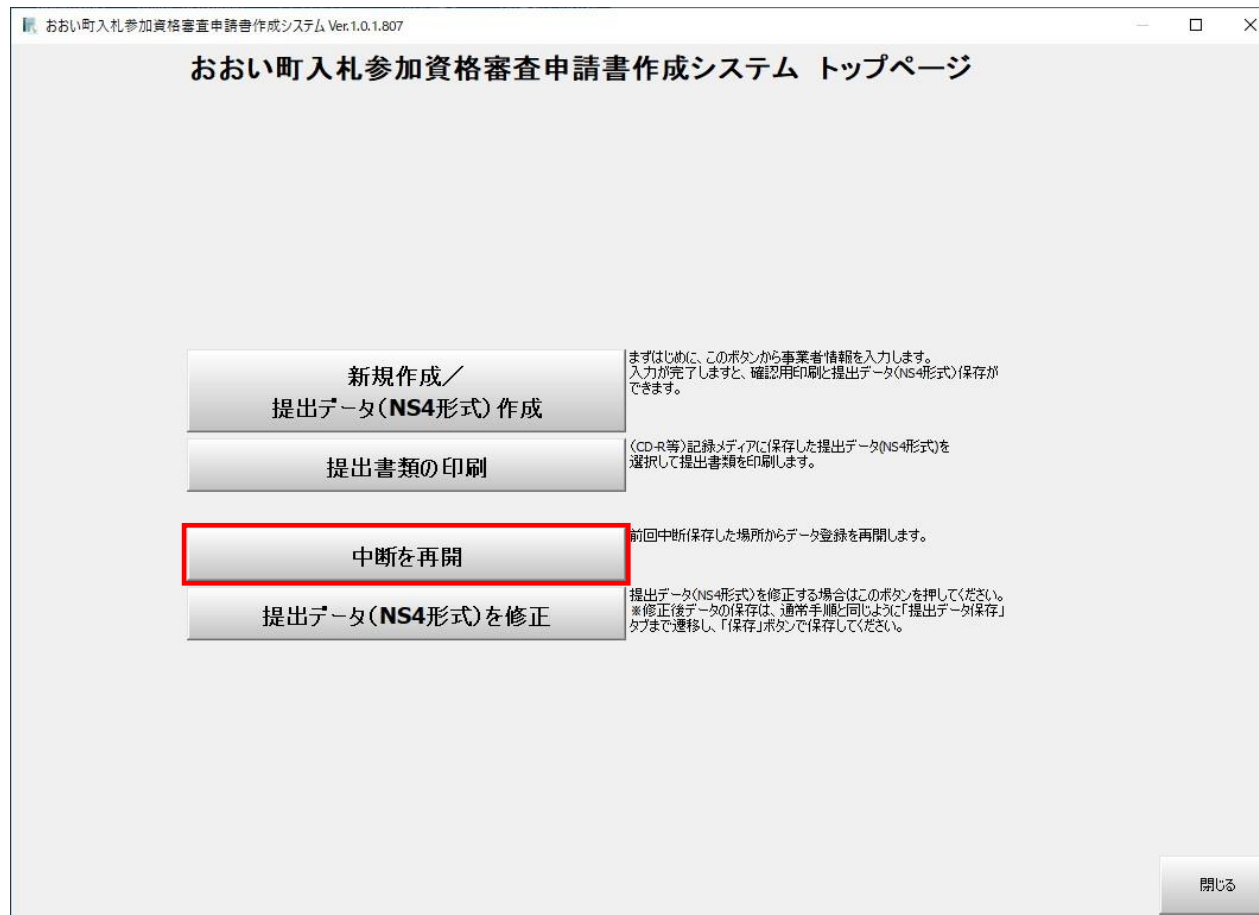 おおい町入札参加資格審査申請書作成システム Ver.1.0.1.807
おおい町入札参加資格審査申請書作成システム トップページ
新規作成／
提出データ(NS4形式)作成
まずはじめに、このボタンから事業者情報を入力します。
入力が完了しますと、確認用印刷と提出データ(NS4形式)保存が
できます。
提出書類の印刷
(CD-R等)記録メディアに保存した提出データ(NS4形式)を
選択して提出書類を印刷します。
中断を再開
前回中断保存した場所からデータ登録を再開します。
提出データ(NS4形式)を修正
提出データ(NS4形式)を修正する場合はこのボタンを押してください。
※修正後データの保存は、通常手順と同じように「提出データ保存」
タブまで遷移し、「保存」ボタンで保存してください。
閉じる